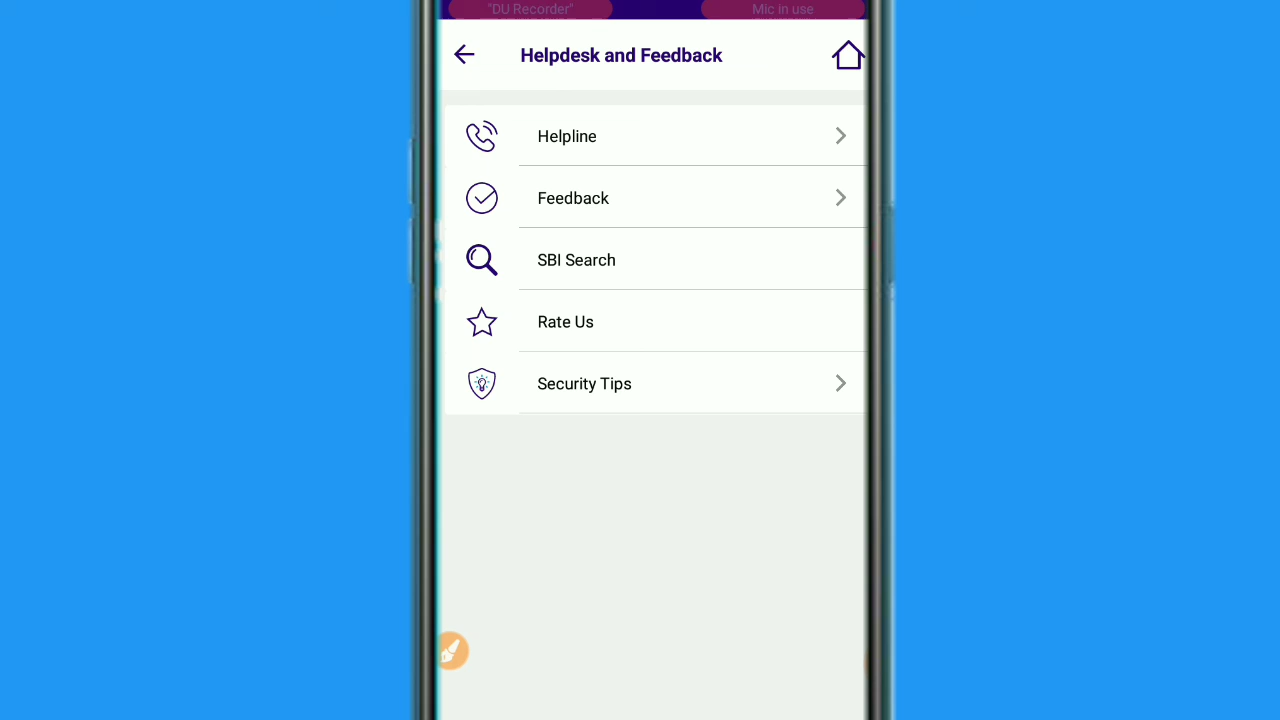 "DU Recorder"
Mic in use
Helpdesk and Feedback
Helpline
Feedback
SBI Search
Rate Us
Security Tips